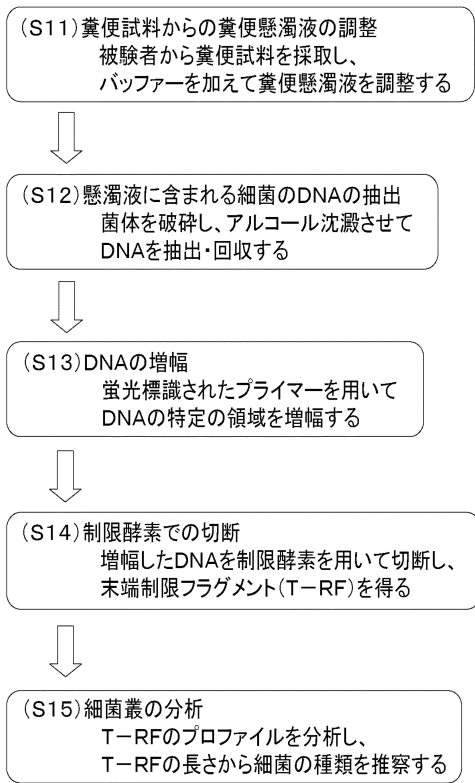 (S11)糞便試料からの糞便懸濁液の調整
被験者から糞便試料を採取し、
バッファーを加えて糞便懸濁液を調整する
(S12)懸濁液に含まれる細菌のDNAの抽出
菌体を破砕し、アルコール沈澱させて
DNAを抽出・回収する
(S13)DNAの増幅
蛍光標識されたプライマーを用いて
DNAの特定の領域を増幅する
(S14)制限酵素での切断
増幅したDNAを制限酵素を用いて切断し、
末端制限フラグメント(T－RF)を得る
(S15)細菌叢の分析
T－RFのプロファイルを分析し、
T－RFの長さから細菌の種類を推察する